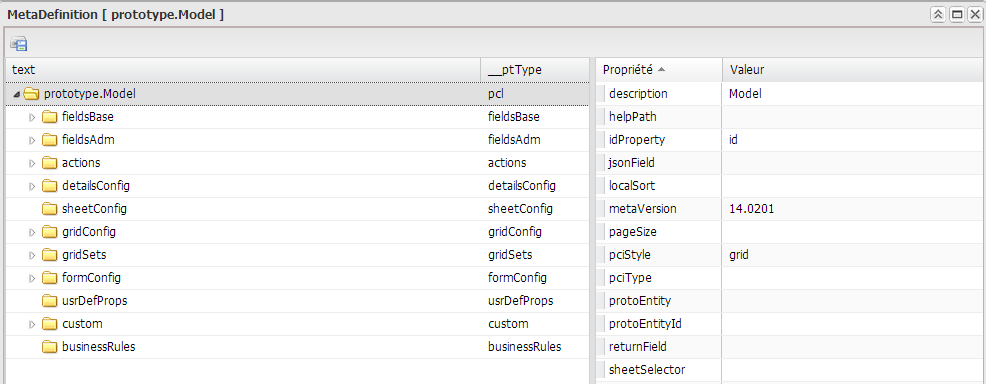 MetaDefinition [ prototype.Model ]
text __ptType Propriété Valeur
prototype.Model pcl description Model
fieldsBase fieldsBase helpPath
fieldsAdm fieldsAdm idProperty id
actions actions jsonField
detailsConfig detailsConfig localSort
sheetConfig sheetConfig metaVersion 14.0201
gridConfig gridConfig pageSize
gridSets gridSets pciStyle grid
formConfig formConfig pciType
usrDefProps usrDefProps protoEntity
custom custom protoEntityId
businessRules businessRules returnField
sheetSelector